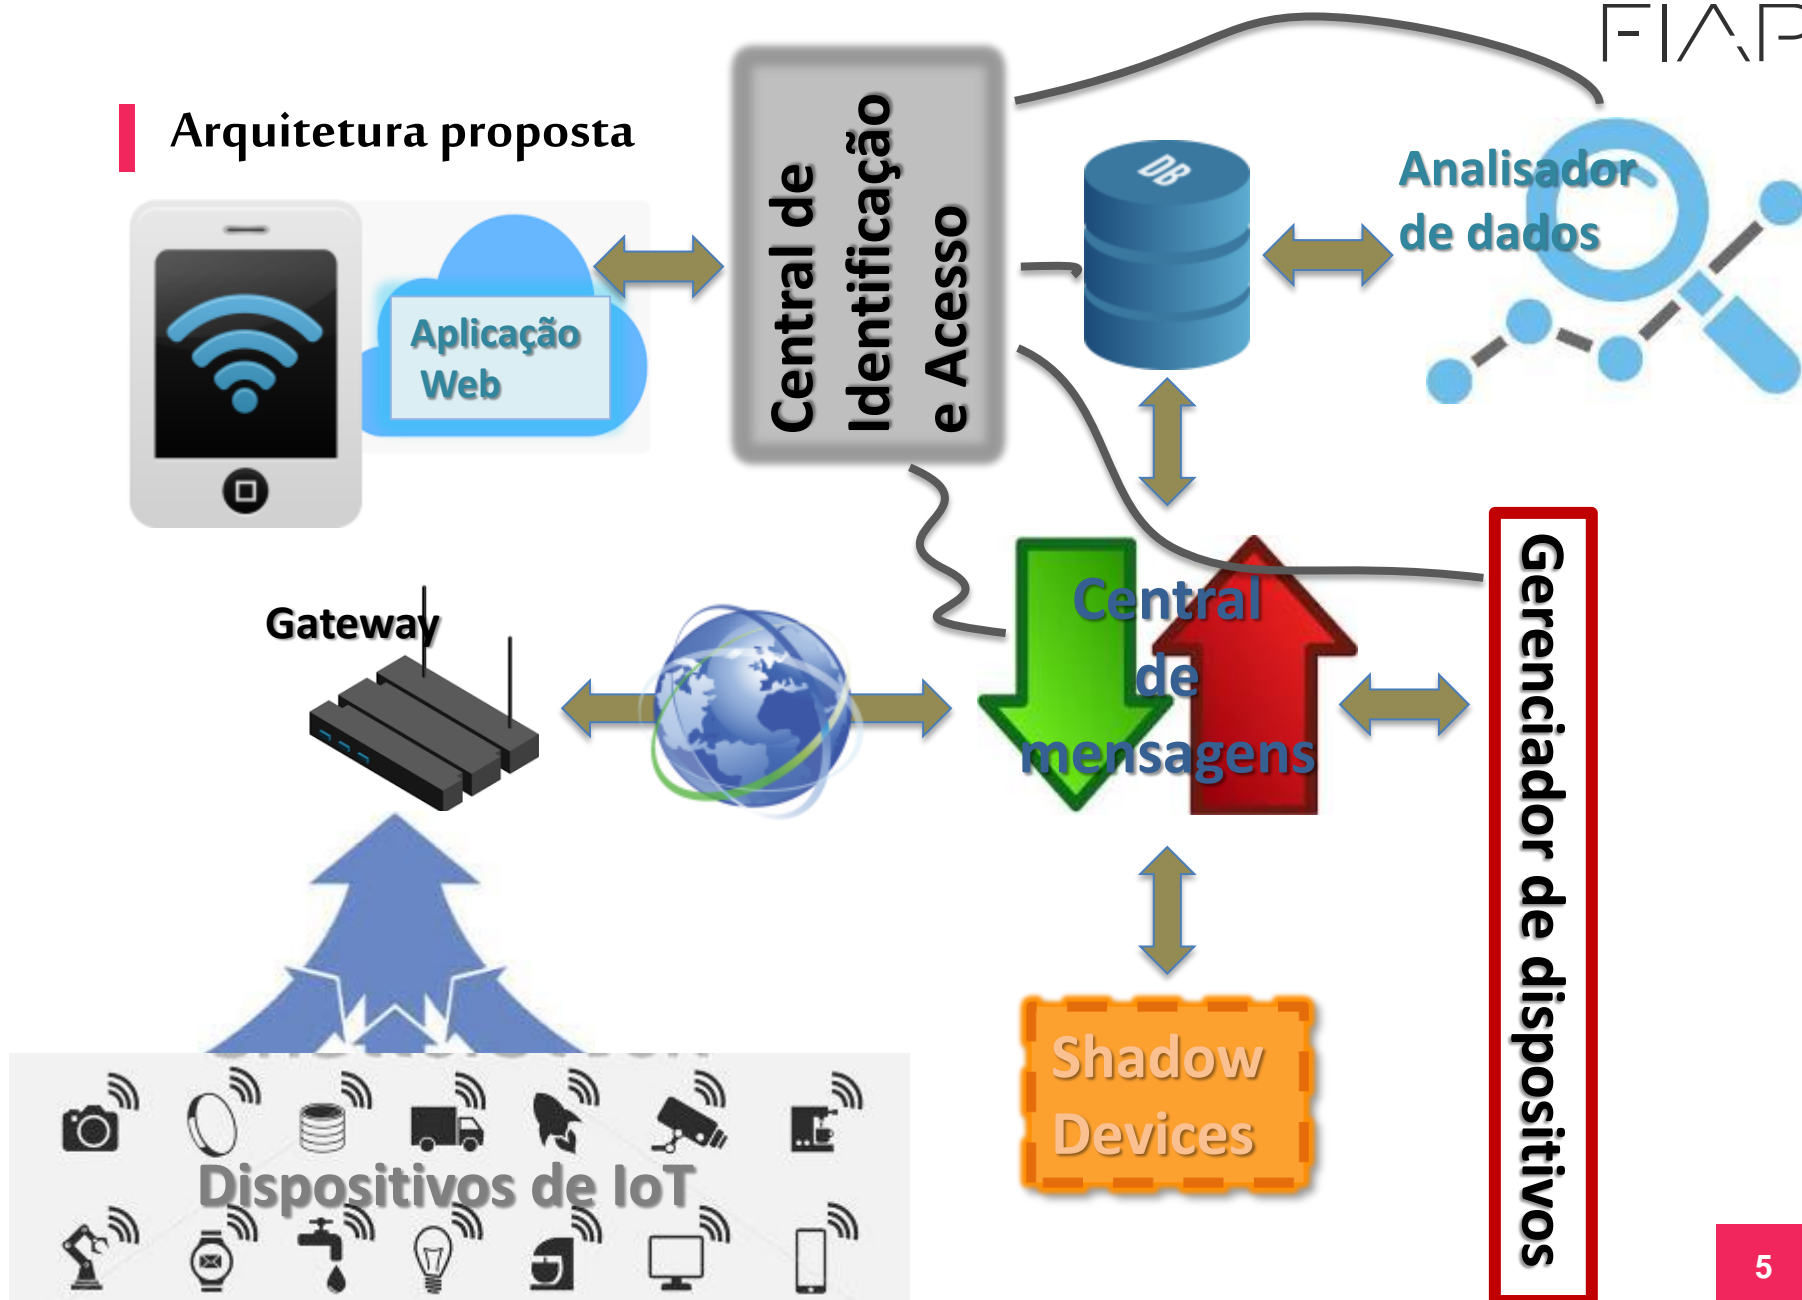 FIAP
Arquitetura proposta
Central de
Identificação
e Acesso
DB
Analisador
de dados
Aplicação
Web
Gateway
Central
de
mensagens
Gerenciador de dispositivos
Shadow
Devices
Dispositivos de IoT
5